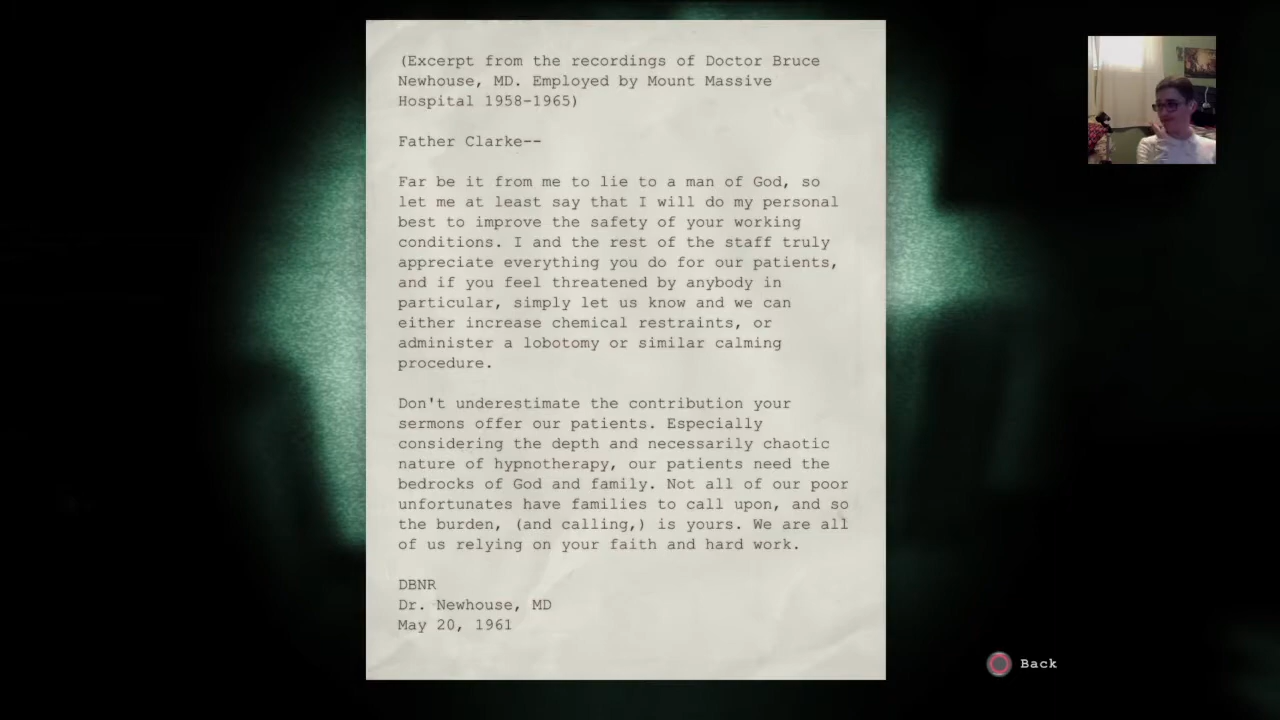 (Excerpt from the recordings of Doctor Bruce
Newhouse, MD. Employed by Mount Massive
Hospital 1958-1965)
Father Clarke--
Far be it from me to lie to a man of God, so
let me at least say that I will do my personal
best to improve the safety of your working
conditions. I and the rest of the staff truly
appreciate everything you do for our patients,
and if you feel threatened by anybody in
particular, simply let us know and we can
either increase chemical restraints, or
administer a lobotomy or similar calming
procedure.
Don't underestimate the contribution your
sermons offer our patients. Especially
considering the depth and necessarily chaotic
nature of hypnotherapy, our patients need the
bedrocks of God and family. Not all of our poor
unfortunates have families to call upon, and so
the burden, (and calling,) is yours. We are all
of us relying on your faith and hard work.
DBNR
Dr. Newhouse, MD
May 20, 1961
Back